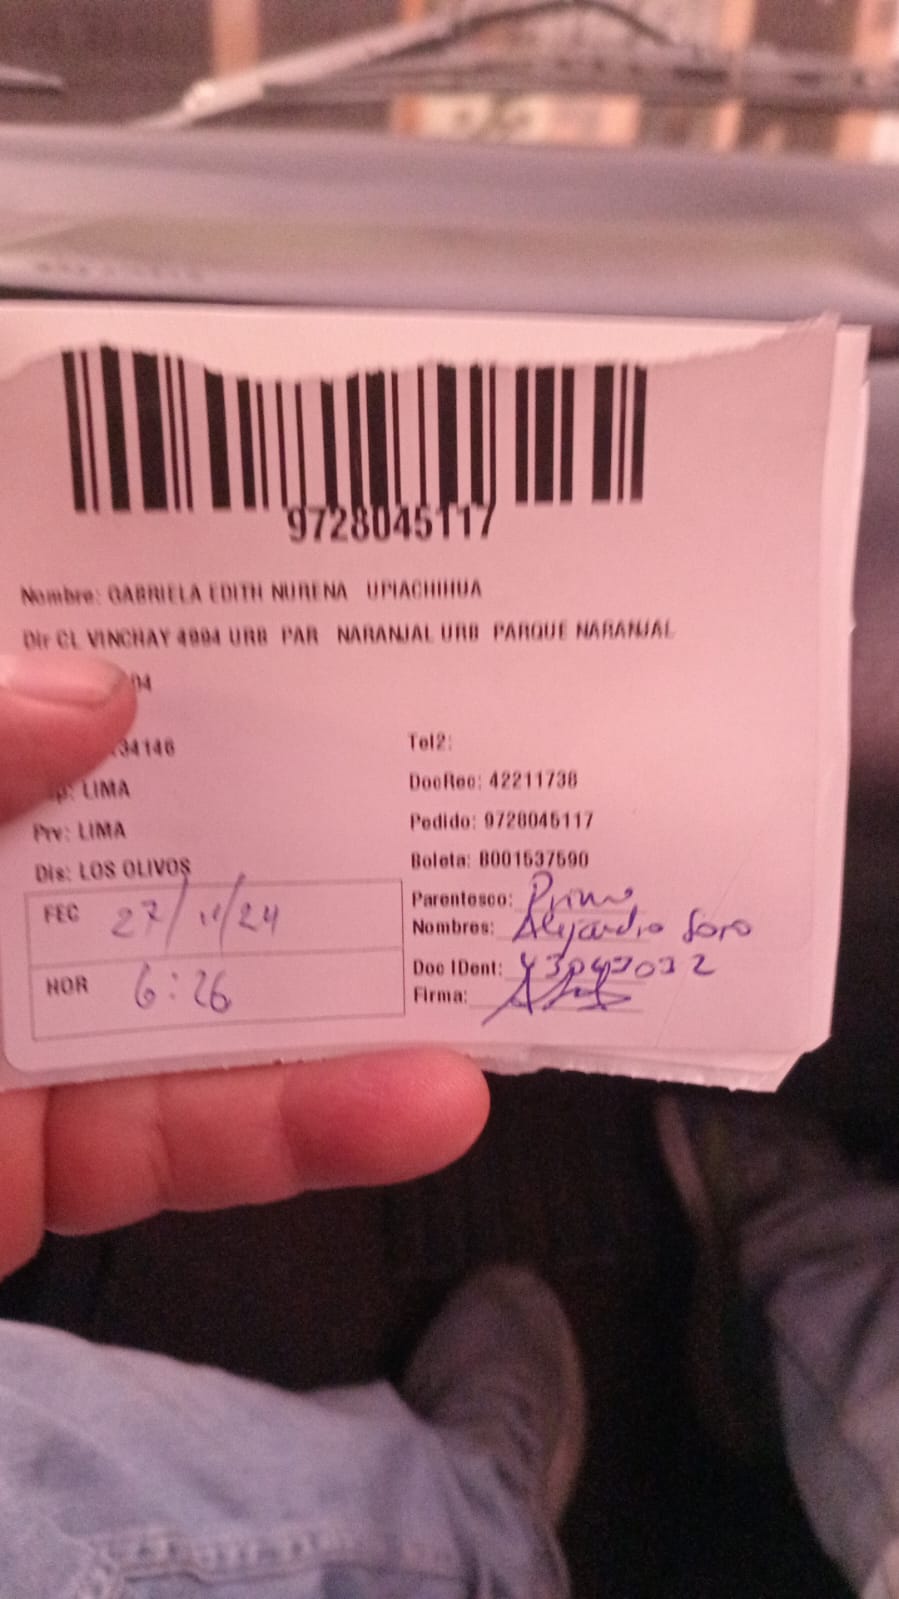 9728045117
Nombre: GABRIELA EDITH NURENA UPIACHIHUA
Dir CL VINCHAY 4994 URB PAR NARANJAL URB PARQUE NARANJAL
04
34146
Tel2:
LIMA
DocRec: 42211738
Prv: LIMA
Pedido: 9728045117
Dis: LOS OLIVOS
Boleta: B001537590
FEC 27/11/24
Parentesco: Primo
Nombres: Alejandro
HOR 6:26
Doc IDent:
Firma: